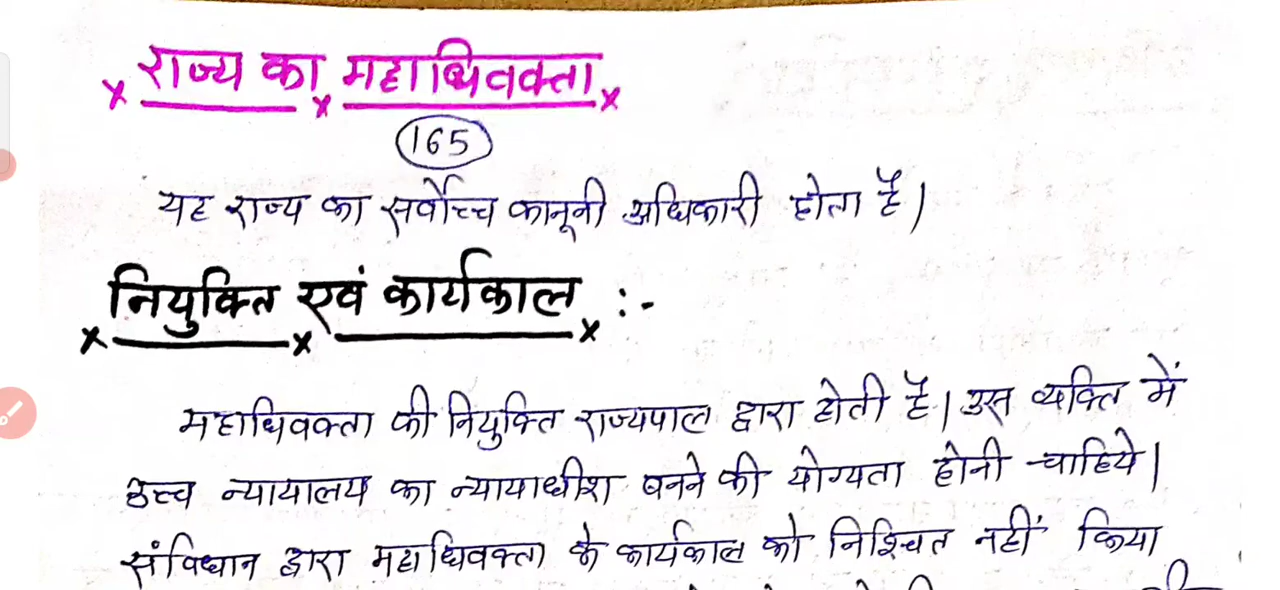 राज्य का महाधिवक्ता
165
यह राज्य का सर्वोच्च कानूनी अधिकारी होता है।
नियुक्ति एवं कार्यकाल :-
महाधिवक्ता की नियुक्ति राज्यपाल द्वारा होती है। उस व्यक्ति में
उच्च न्यायालय का न्यायाधीश बनने की योग्यता होनी चाहिये।
संविधान द्वारा महाधिवक्ता के कार्यकाल को निश्चित नहीं किया